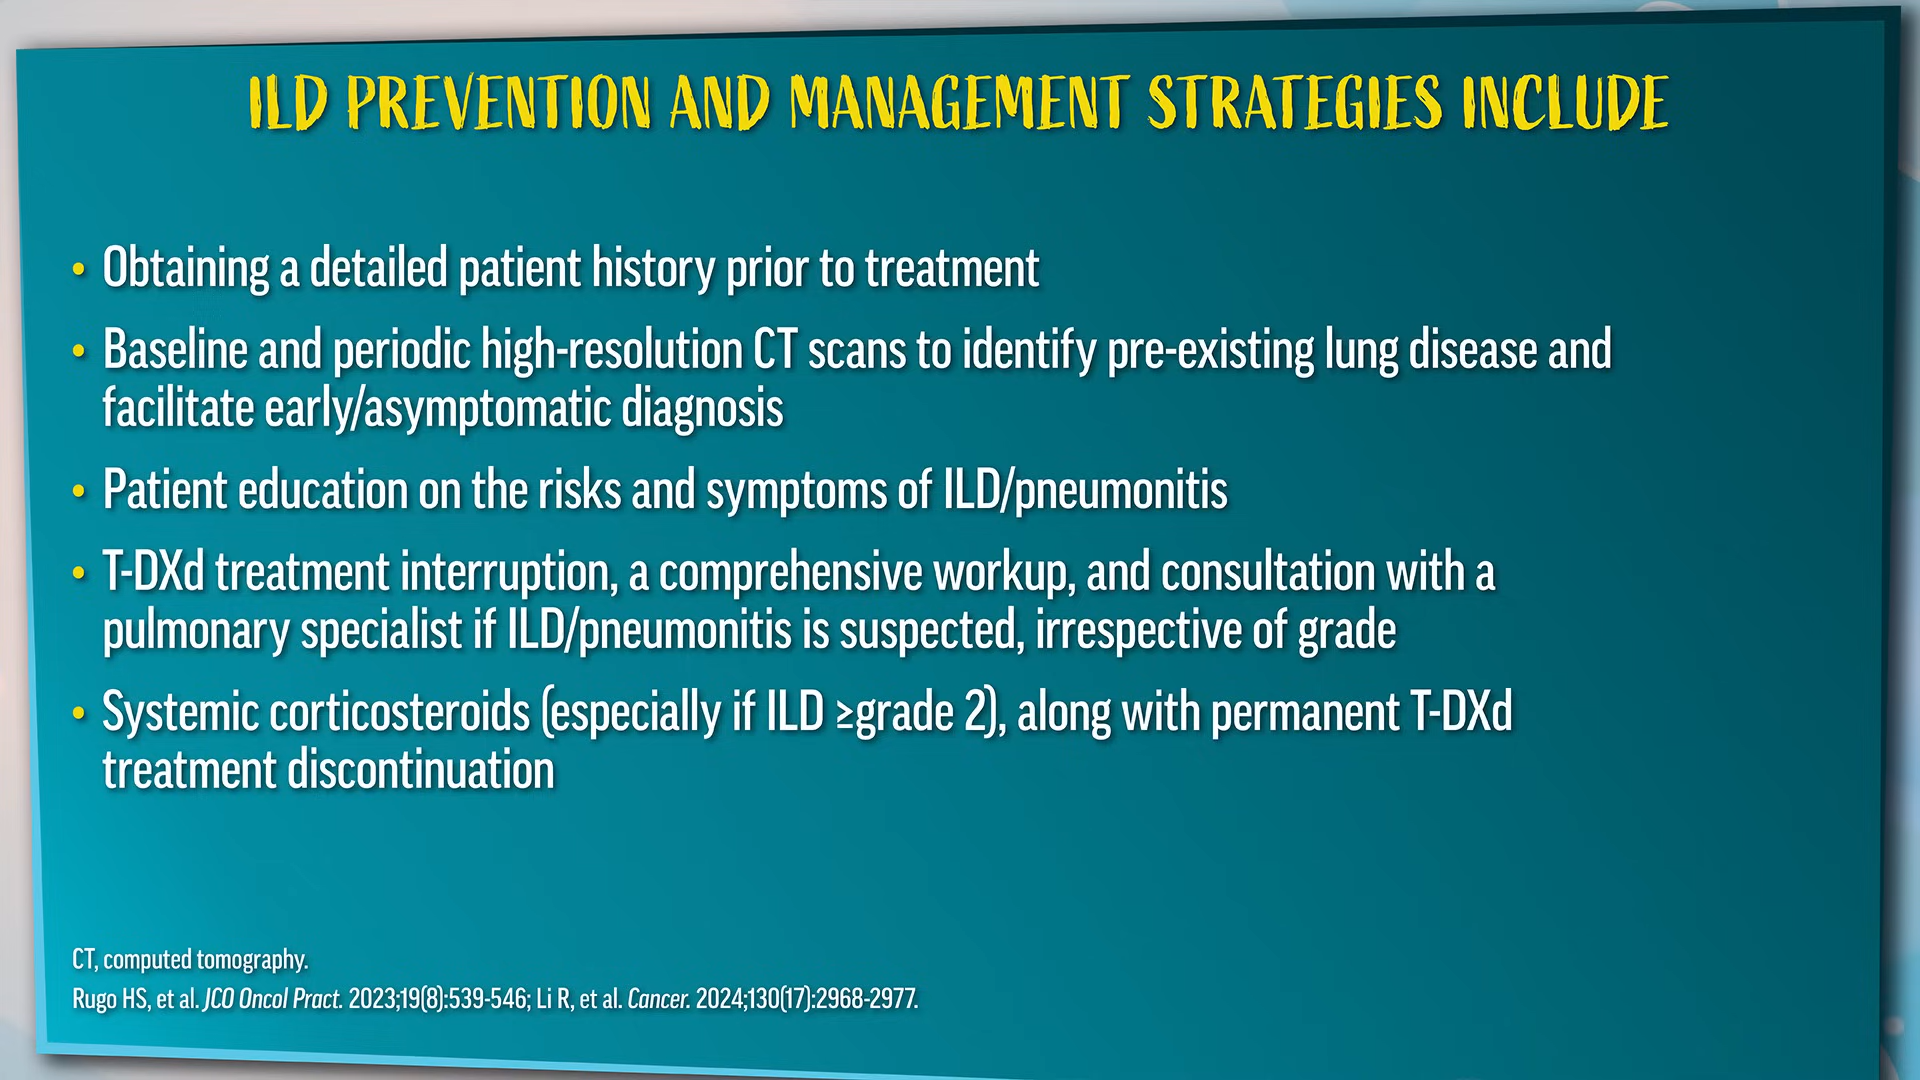 ILD PREVENTION AND MANAGEMENT STRATEGIES INCLUDE
• Obtaining a detailed patient history prior to treatment
• Baseline and periodic high-resolution CT scans to identify pre-existing lung disease and
facilitate early/asymptomatic diagnosis
• Patient education on the risks and symptoms of ILD/pneumonitis
• T-DXd treatment interruption, a comprehensive workup, and consultation with a
pulmonary specialist if ILD/pneumonitis is suspected, irrespective of grade
• Systemic corticosteroids (especially if ILD ≥grade 2), along with permanent T-DXd
treatment discontinuation
CT, computed tomography.
Rugo HS, et al. JCO Oncol Pract. 2023;19(8):539-546; Li R, et al. Cancer. 2024;130(17):2968-2977.